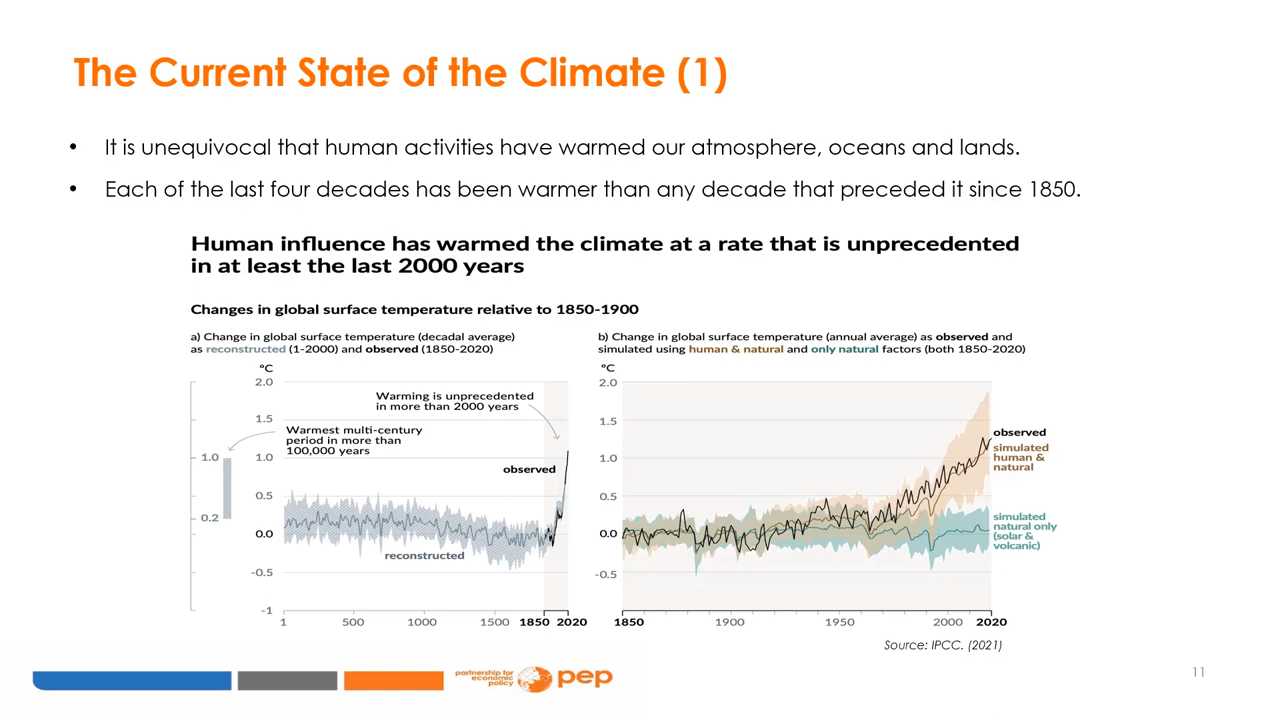 The Current State of the Climate (1)
• It is unequivocal that human activities have warmed our atmosphere, oceans and lands.
• Each of the last four decades has been warmer than any decade that preceded it since 1850.
Human influence has warmed the climate at a rate that is unprecedented
in at least the last 2000 years
Changes in global surface temperature relative to 1850-1900
a) Change in global surface temperature (decadal average)
as reconstructed (1-2000) and observed (1850-2020)
ºC
2.0
1.5
1.0
0.5
0.0
-0.5
-1
1.0
0.2
Warming is unprecedented
in more than 2000 years
Warmest multi-century
period in more than
100,000 years
observed
reconstructed
1 500 1000 1500 1850 2020
b) Change in global surface temperature (annual average) as observed and
simulated using human & natural and only natural factors (both 1850-2020)
ºC
2.0
1.5
1.0
0.5
0.0
-0.5
observed
simulated
human &
natural
simulated
natural only
(solar &
volcanic)
1850 1900 1950 2000 2020
Source: IPCC. (2021)
partnership for
economic
policy
pep
11